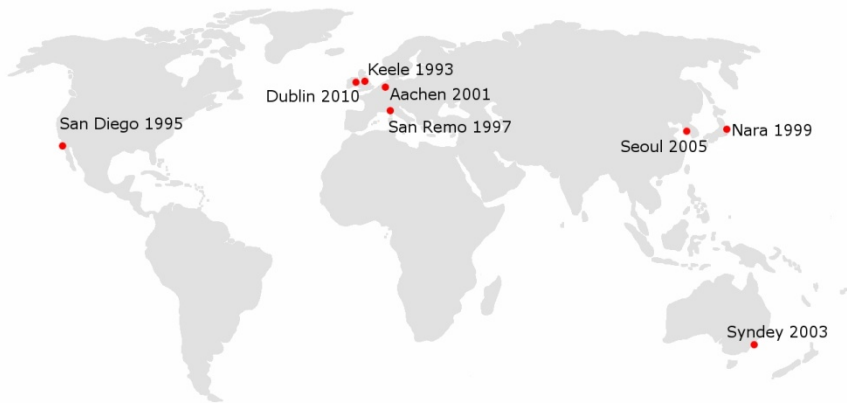 Keele 1993
Dublin 2010
Aachen 2001
San Diego 1995
San Remo 1997
Nara 1999
Seoul 2005
Syndey 2003